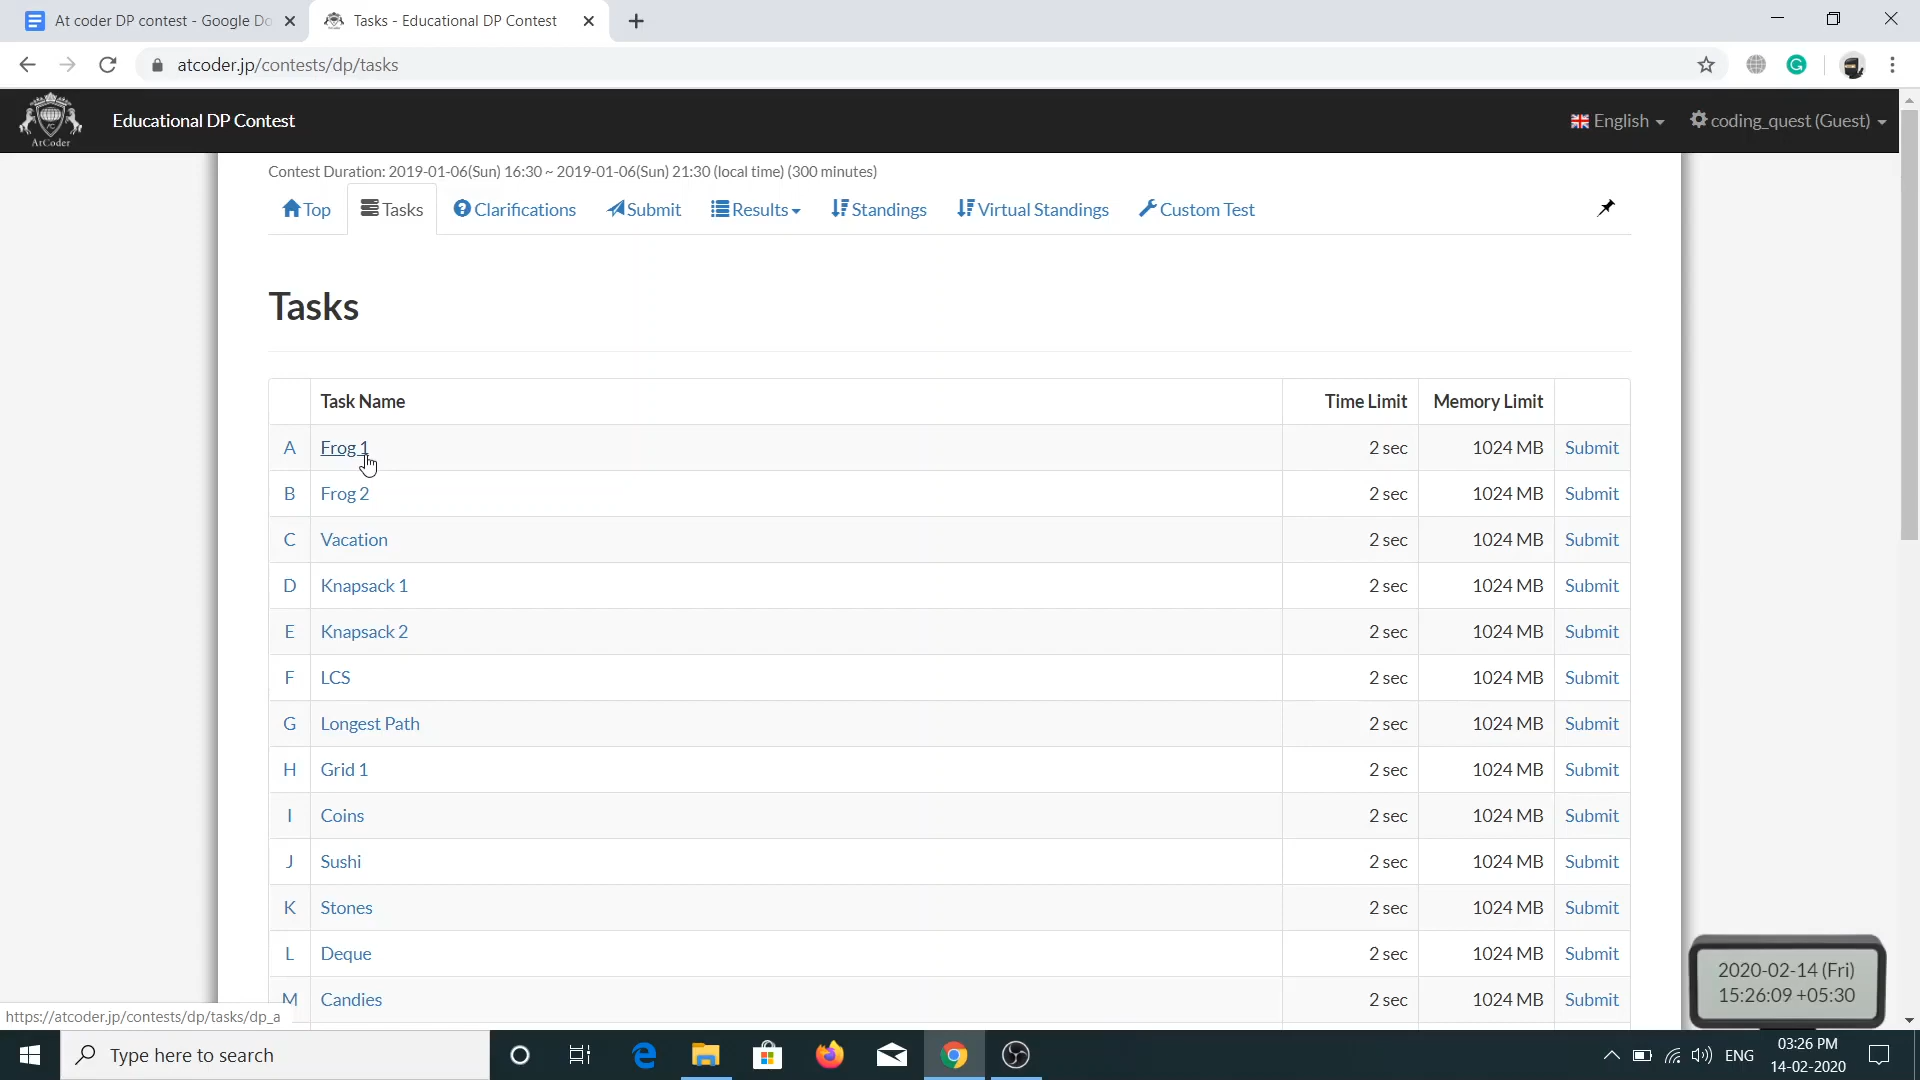 At coder DP contest - Google Do
Tasks - Educational DP Contest
atcoder.jp/contests/dp/tasks
AtCoder
Educational DP Contest
English
coding_quest (Guest)
Contest Duration: 2019-01-06(Sun) 16:30 ~ 2019-01-06(Sun) 21:30 (local time) (300 minutes)
Top Tasks Clarifications Submit Results Standings Virtual Standings Custom Test
Tasks
Task Name Time Limit Memory Limit
A Frog 1 2 sec 1024 MB Submit
B Frog 2 2 sec 1024 MB Submit
C Vacation 2 sec 1024 MB Submit
D Knapsack 1 2 sec 1024 MB Submit
E Knapsack 2 2 sec 1024 MB Submit
F LCS 2 sec 1024 MB Submit
G Longest Path 2 sec 1024 MB Submit
H Grid 1 2 sec 1024 MB Submit
I Coins 2 sec 1024 MB Submit
J Sushi 2 sec 1024 MB Submit
K Stones 2 sec 1024 MB Submit
L Deque 2 sec 1024 MB Submit
M Candies 2 sec 1024 MB Submit
2020-02-14 (Fri)
15:26:09 +05:30
https://atcoder.jp/contests/dp/tasks/dp_a
Type here to search
ENG
03:26 PM
14-02-2020